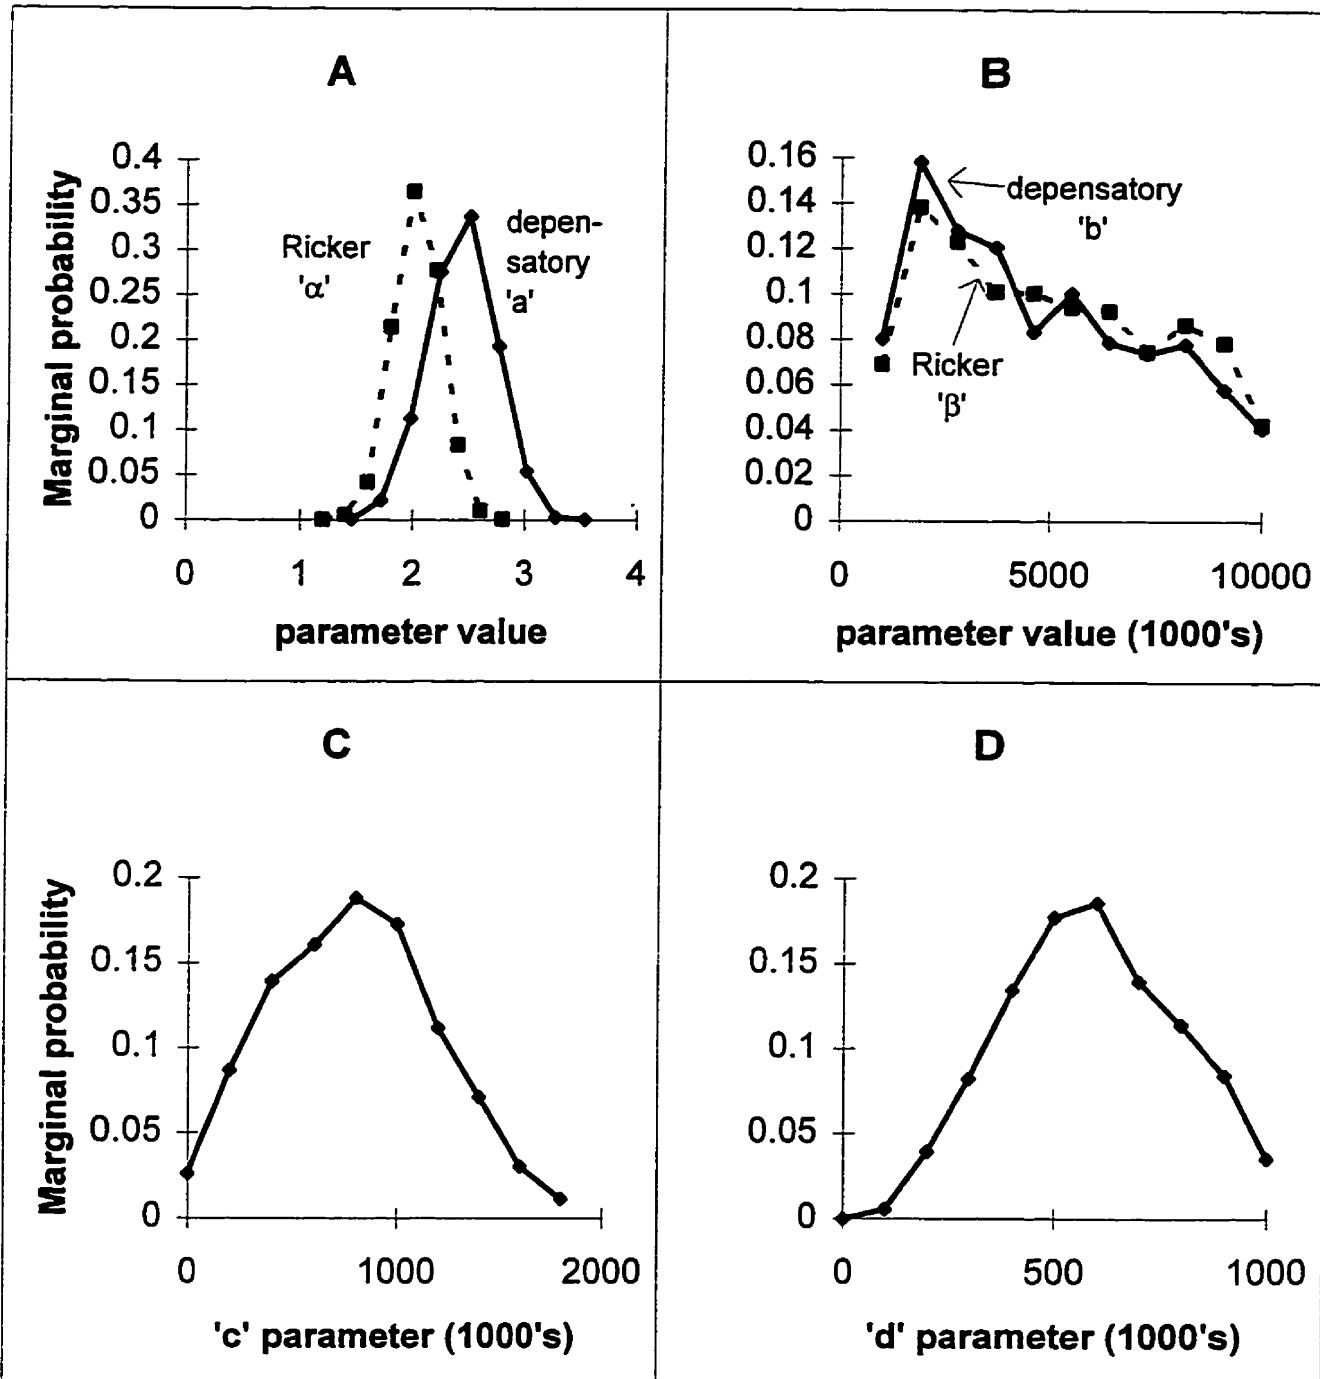 A
0.4
0.35
0.3
0.25
0.2
0.15
0.1
0.05
0
Marginal probability
Ricker
'α'
depen-
satory
'a'
0 1 2 3 4
parameter value
B
0.16
0.14
0.12
0.1
0.08
0.06
0.04
0.02
0
depensatory
'b'
Ricker
'β'
0 5000 10000
parameter value (1000's)
C
0.2
0.15
0.1
0.05
0
Marginal probability
0 1000 2000
'c' parameter (1000's)
D
0.2
0.15
0.1
0.05
0
0 500 1000
'd' parameter (1000's)